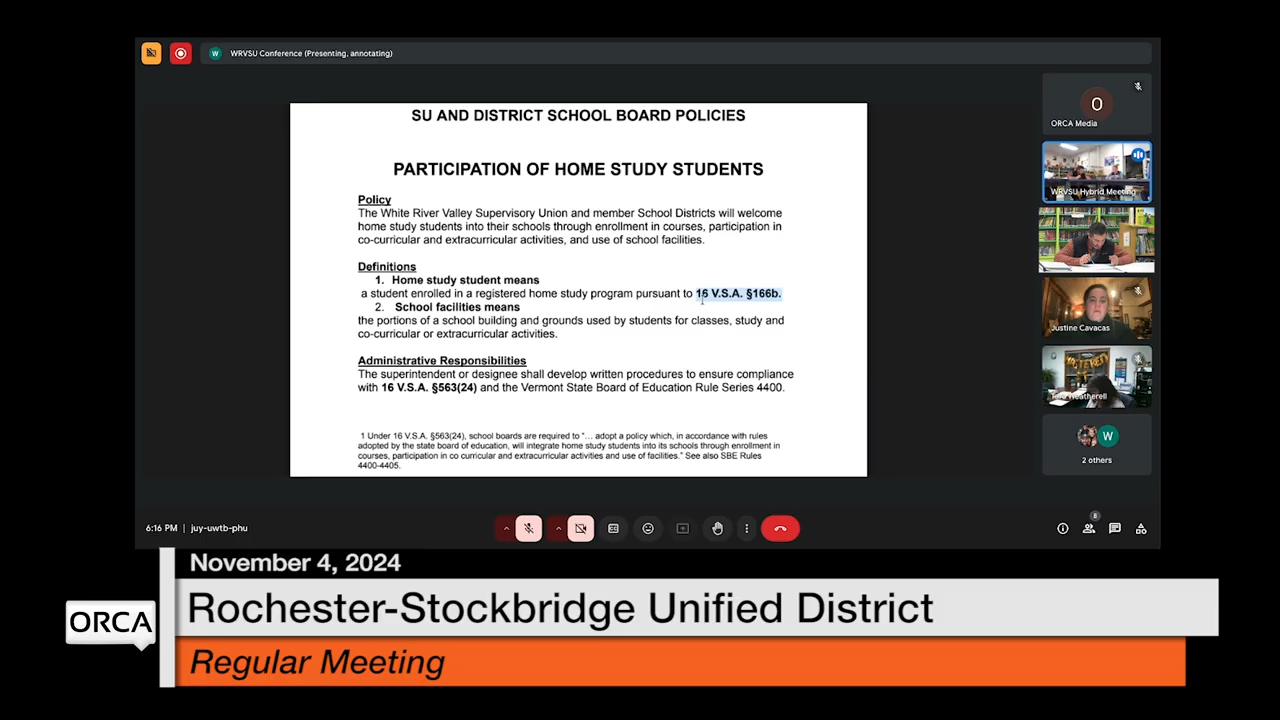 W WRVSU Conference (Presenting, annotating)
SU AND DISTRICT SCHOOL BOARD POLICIES
PARTICIPATION OF HOME STUDY STUDENTS
Policy
The White River Valley Supervisory Union and member School Districts will welcome
home study students into their schools through enrollment in courses, participation in
co-curricular and extracurricular activities, and use of school facilities.
Definitions
1. Home study student means
a student enrolled in a registered home study program pursuant to 16 V.S.A. §166b.
2. School facilities means
the portions of a school building and grounds used by students for classes, study and
co-curricular or extracurricular activities.
Administrative Responsibilities
The superintendent or designee shall develop written procedures to ensure compliance
with 16 V.S.A. §563(24) and the Vermont State Board of Education Rule Series 4400.
1 Under 16 V.S.A. §563(24), school boards are required to "... adopt a policy which, in accordance with rules
adopted by the state board of education, will integrate home study students into its schools through enrollment in
courses, participation in co curricular and extracurricular activities and use of facilities." See also SBE Rules
4400-4405.
O
ORCA Media
WRVSU Hybrid Meeting
Justine Cavacas
Weatherell
W
2 others
6:16 PM | juy-uwtb-phu
8
November 4, 2024
ORCA
Rochester-Stockbridge Unified District
Regular Meeting